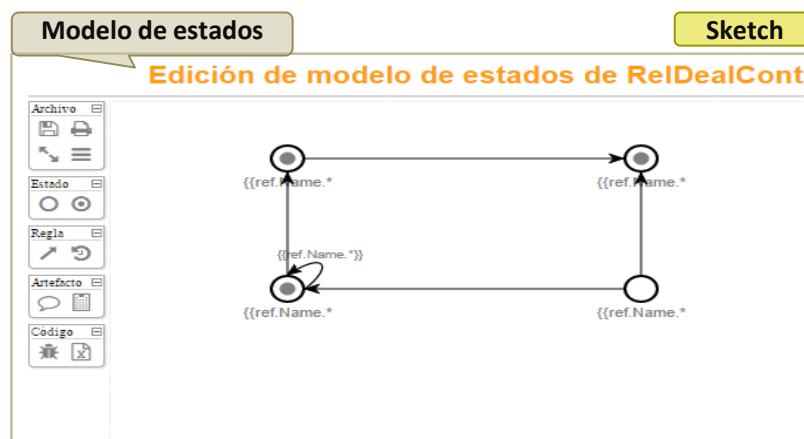 Modelo de estados
Sketch
Edición de modelo de estados de RelDealCont
Archivo
Estado
Regla
Artefacto
Código
{{ref.Name.*
{{ref.Name.*
{{ref.Name.*}}
{{ref.Name.*
{{ref.Name.*